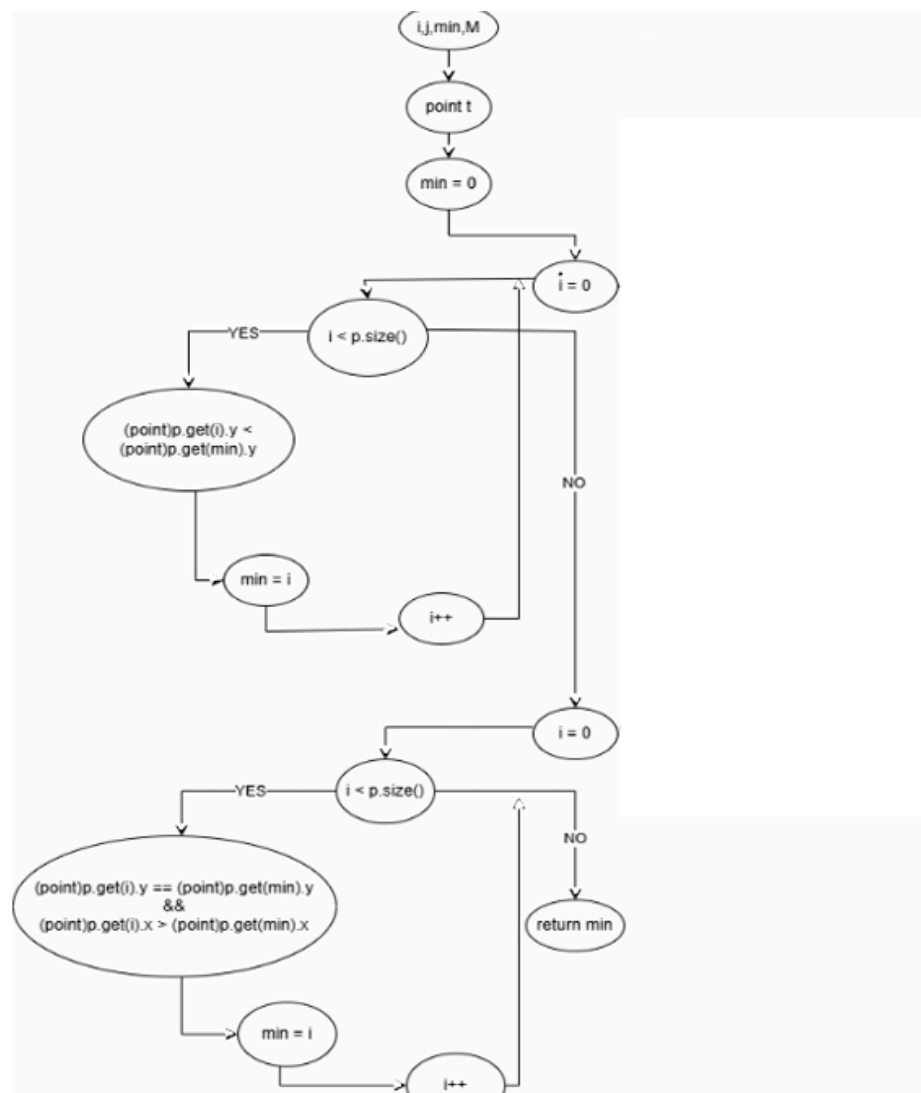 i,j,min,M
point t
min = 0
i = 0
i < p.size()
YES
(point)p.get(i).y <
(point)p.get(min).y
NO
min = i
i++
i = 0
i < p.size()
YES
NO
(point)p.get(i).y == (point)p.get(min).y
&&
(point)p.get(i).x > (point)p.get(min).x
return min
min = i
i++